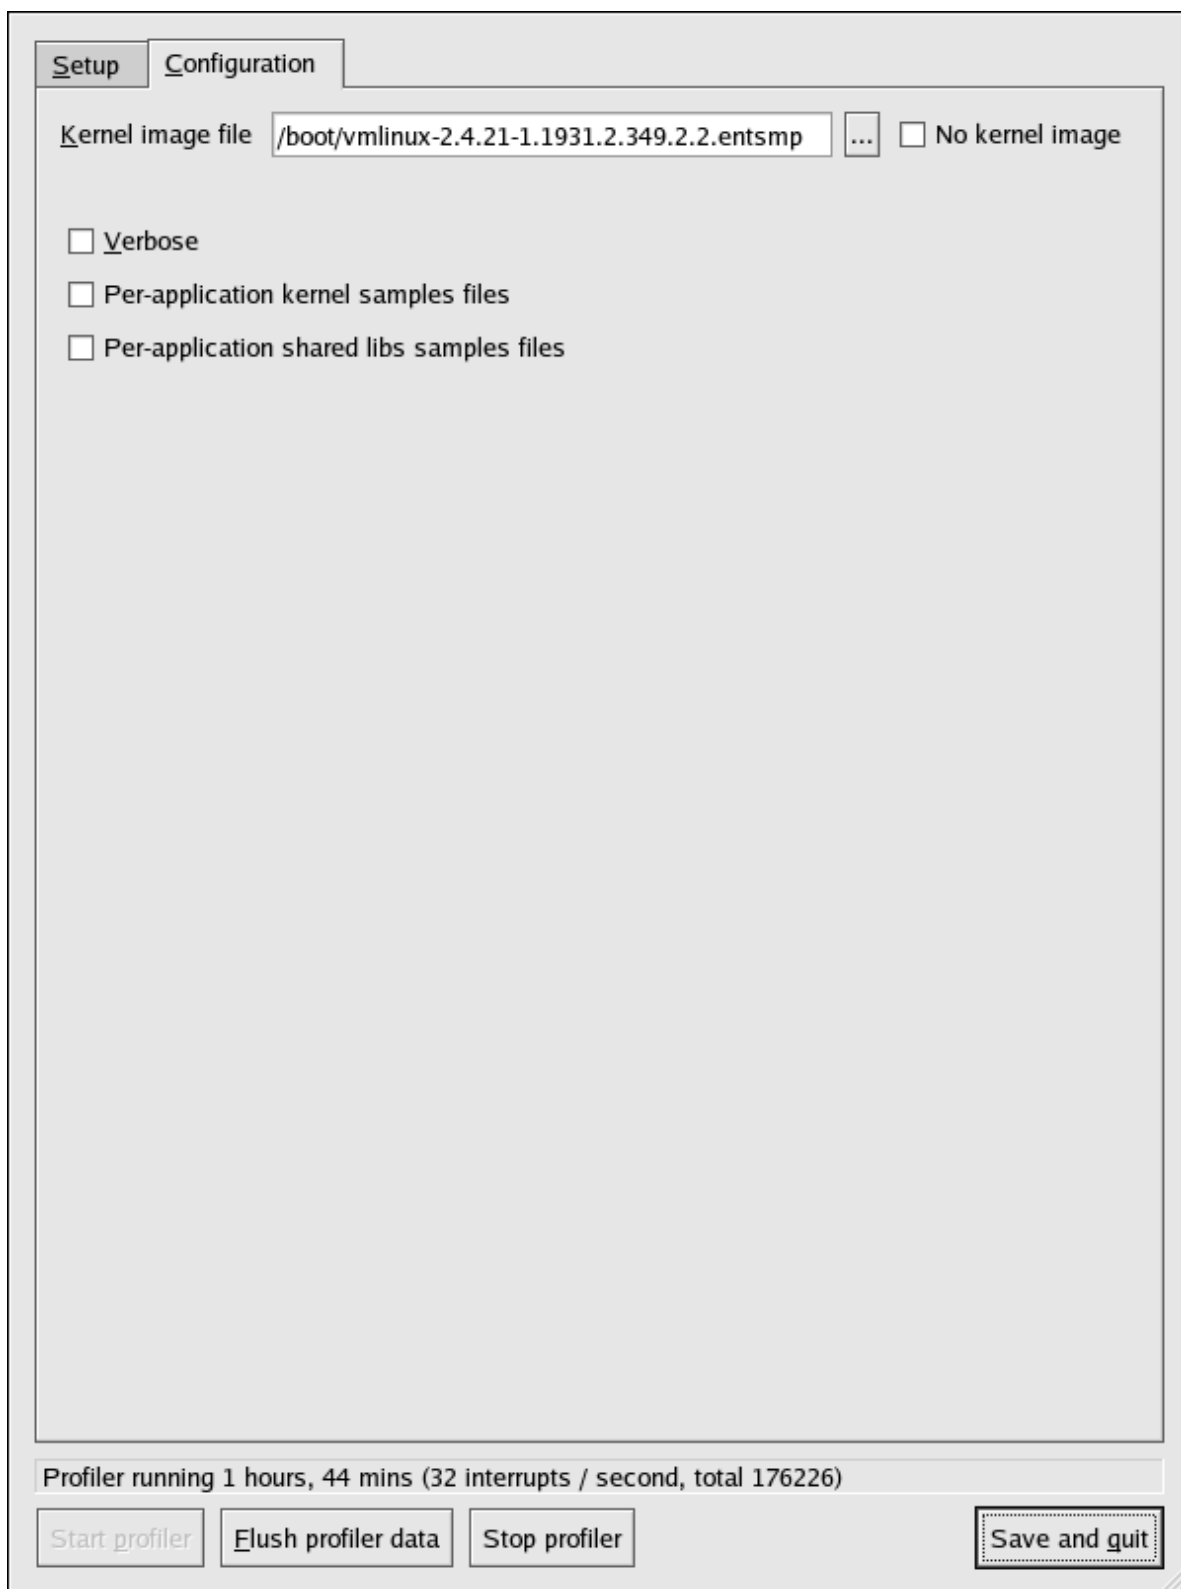 Setup Configuration
Kernel image file /boot/vmlinux-2.4.21-1.1931.2.349.2.2.entsmp ... No kernel image
Verbose
Per-application kernel samples files
Per-application shared libs samples files
Profiler running 1 hours, 44 mins (32 interrupts / second, total 176226)
Start profiler Flush profiler data Stop profiler Save and quit